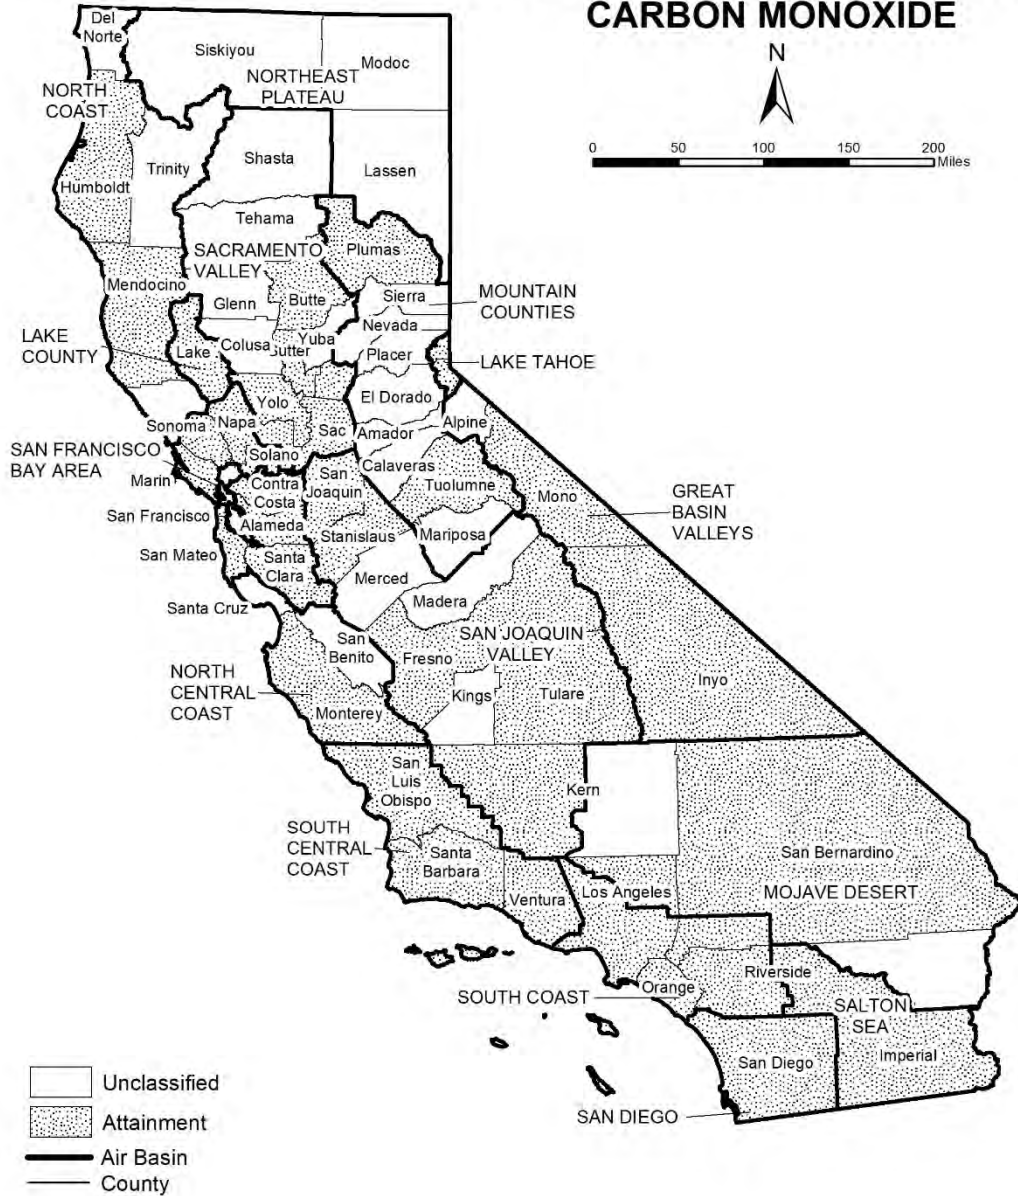 CARBON MONOXIDE
N
0 50 100 150 200
Miles
Del
Norte
Siskiyou
Modoc
NORTHEAST
PLATEAU
NORTH
COAST
Humboldt
Trinity
Shasta
Lassen
Tehama
SACRAMENTO
VALLEY
Plumas
Mendocino
Glenn
Butte
Sierra
MOUNTAIN
COUNTIES
LAKE
COUNTY
Lake
Colusa
Sutter
Yuba
Nevada
Placer
LAKE TAHOE
Yolo
El Dorado
Sonoma
Napa
Sac
Amador
Alpine
SAN FRANCISCO
BAY AREA
Solano
Calaveras
Marin
Contra
Costa
San
Joaquin
Tuolumne
Mono
GREAT
BASIN
VALLEYS
San Francisco
Alameda
Stanislaus
Mariposa
San Mateo
Santa
Clara
Merced
Madera
Santa Cruz
San
Benito
SAN JOAQUIN
VALLEY
Fresno
NORTH
CENTRAL
COAST
Monterey
Kings
Tulare
Inyo
San
Luis
Obispo
Kern
SOUTH
CENTRAL
COAST
Santa
Barbara
Ventura
Los Angeles
San Bernardino
MOJAVE DESERT
SOUTH COAST
Orange
Riverside
SALTON
SEA
San Diego
Imperial
SAN DIEGO
Unclassified
Attainment
Air Basin
County